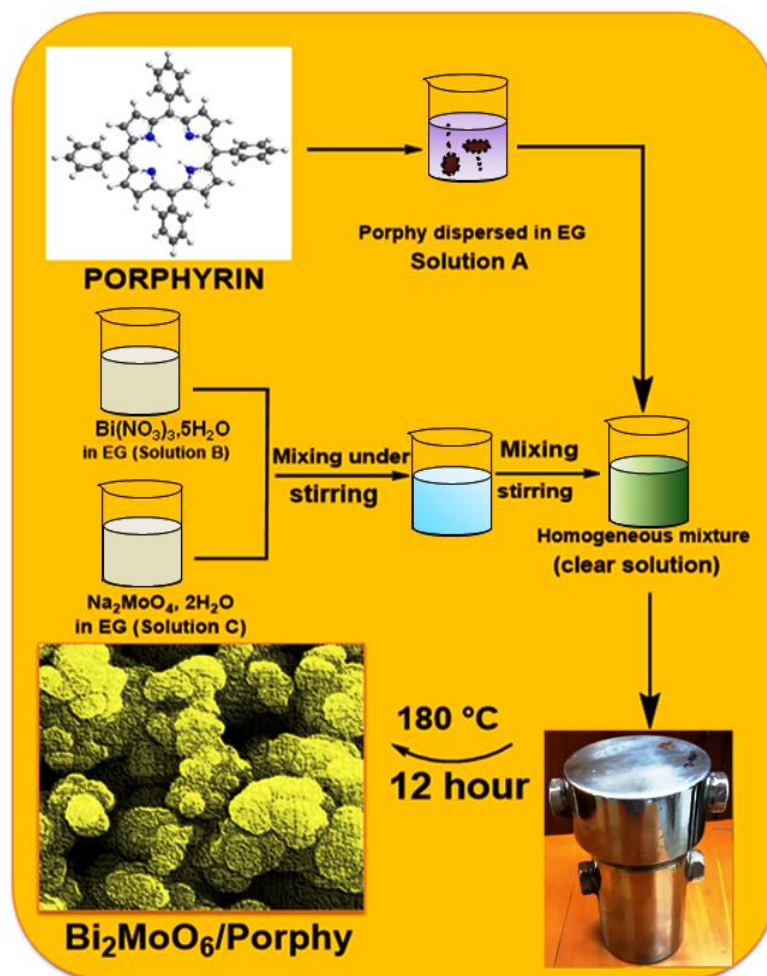 PORPHYRIN
Porphy dispersed in EG
Solution A
Bi(NO₃)₃,5H₂O
in EG (Solution B)
Mixing under
stirring
Mixing
stirring
Homogeneous mixture
(clear solution)
Na₂MoO₄, 2H₂O
in EG (Solution C)
180 °C
12 hour
Bi₂MoO₆/Porphy